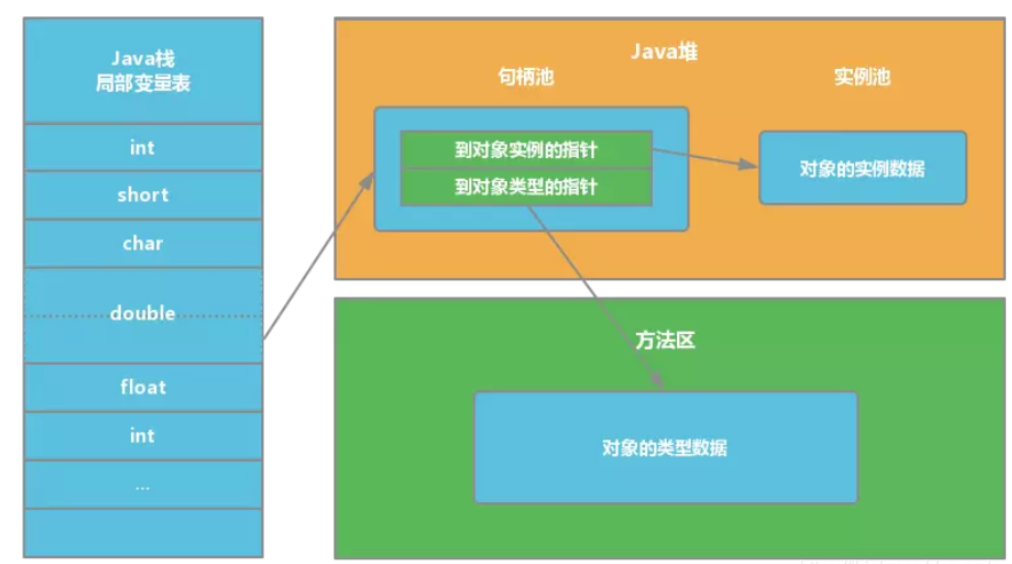 Java栈
局部变量表
int
short
char
double
float
int
...
Java堆
句柄池
实例池
到对象实例的指针
到对象类型的指针
对象的实例数据
方法区
对象的类型数据